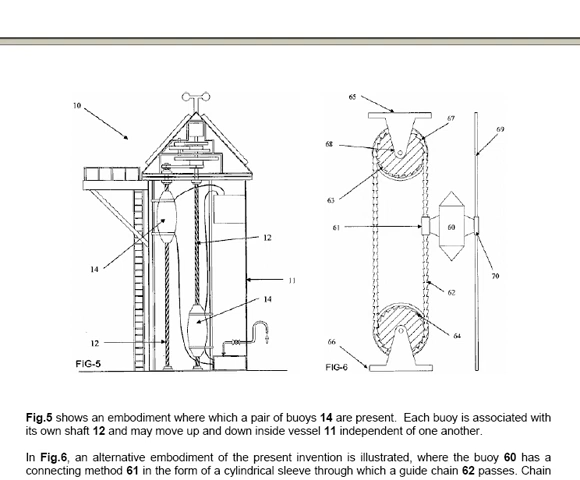 10
14
12
12
14
11
FIG-5
65
67
69
68
63
61
60
70
62
64
66
FIG-6
Fig.5 shows an embodiment where which a pair of buoys 14 are present. Each buoy is associated with
its own shaft 12 and may move up and down inside vessel 11 independent of one another.
In Fig.6, an alternative embodiment of the present invention is illustrated, where the buoy 60 has a
connecting method 61 in the form of a cylindrical sleeve through which a guide chain 62 passes. Chain